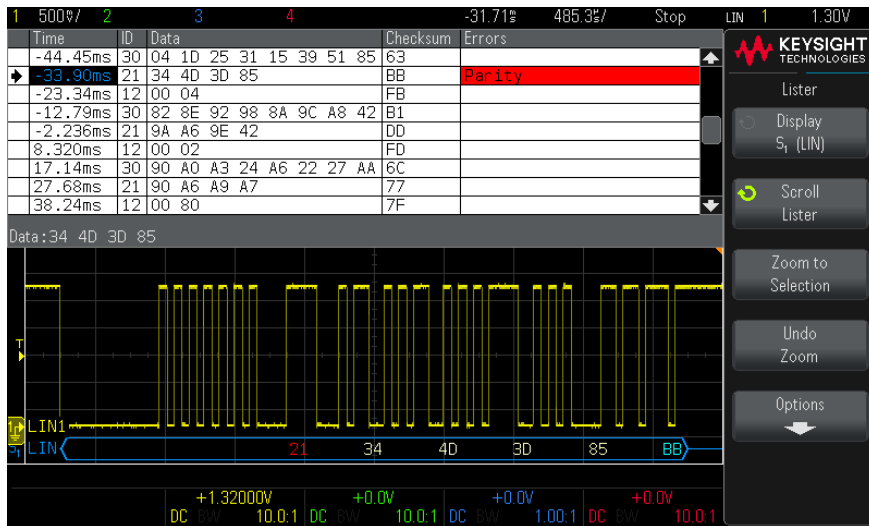 1 500⅏/ 2 3 4 -31.71⅏ 485.3⅏/ Stop LIN 1 1.30V
Time ID Data Checksum Errors
-44.45ms 30 04 1D 25 31 15 39 51 85 63
-33.90ms 21 34 4D 3D 85 BB Parity
-23.34ms 12 00 04 FB
-12.79ms 30 82 8E 92 98 8A 9C A8 42 B1
-2.236ms 21 9A A6 9E 42 DD
8.320ms 12 00 02 FD
17.14ms 30 90 A0 A3 24 A6 22 27 AA 6C
27.68ms 21 90 A6 A9 A7 77
38.24ms 12 00 80 7F
Data:34 4D 3D 85
T
LIN1
S1 LIN 21 34 4D 3D 85 BB
+1.32000V +0.0V +0.0V +0.0V
DC BW 10.0:1 DC BW 10.0:1 DC BW 1.00:1 DC BW 10.0:1
KEYSIGHT
TECHNOLOGIES
Lister
Display
S1 (LIN)
Scroll
Lister
Zoom to
Selection
Undo
Zoom
Options